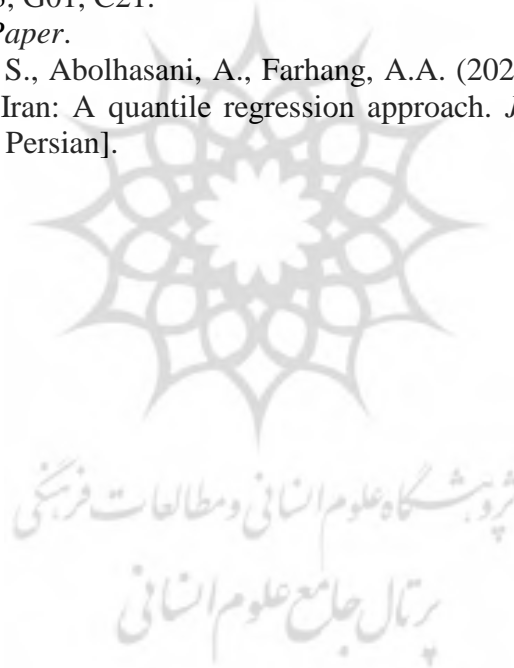 G01, C21.
Paper.
S., Abolhasani, A., Farhang, A.A. (202
Iran: A quantile regression approach. J
Persian].
پژوهشگاه علوم انسانی و مطالعات فرهنگی
پرتال جامع علوم انسانی